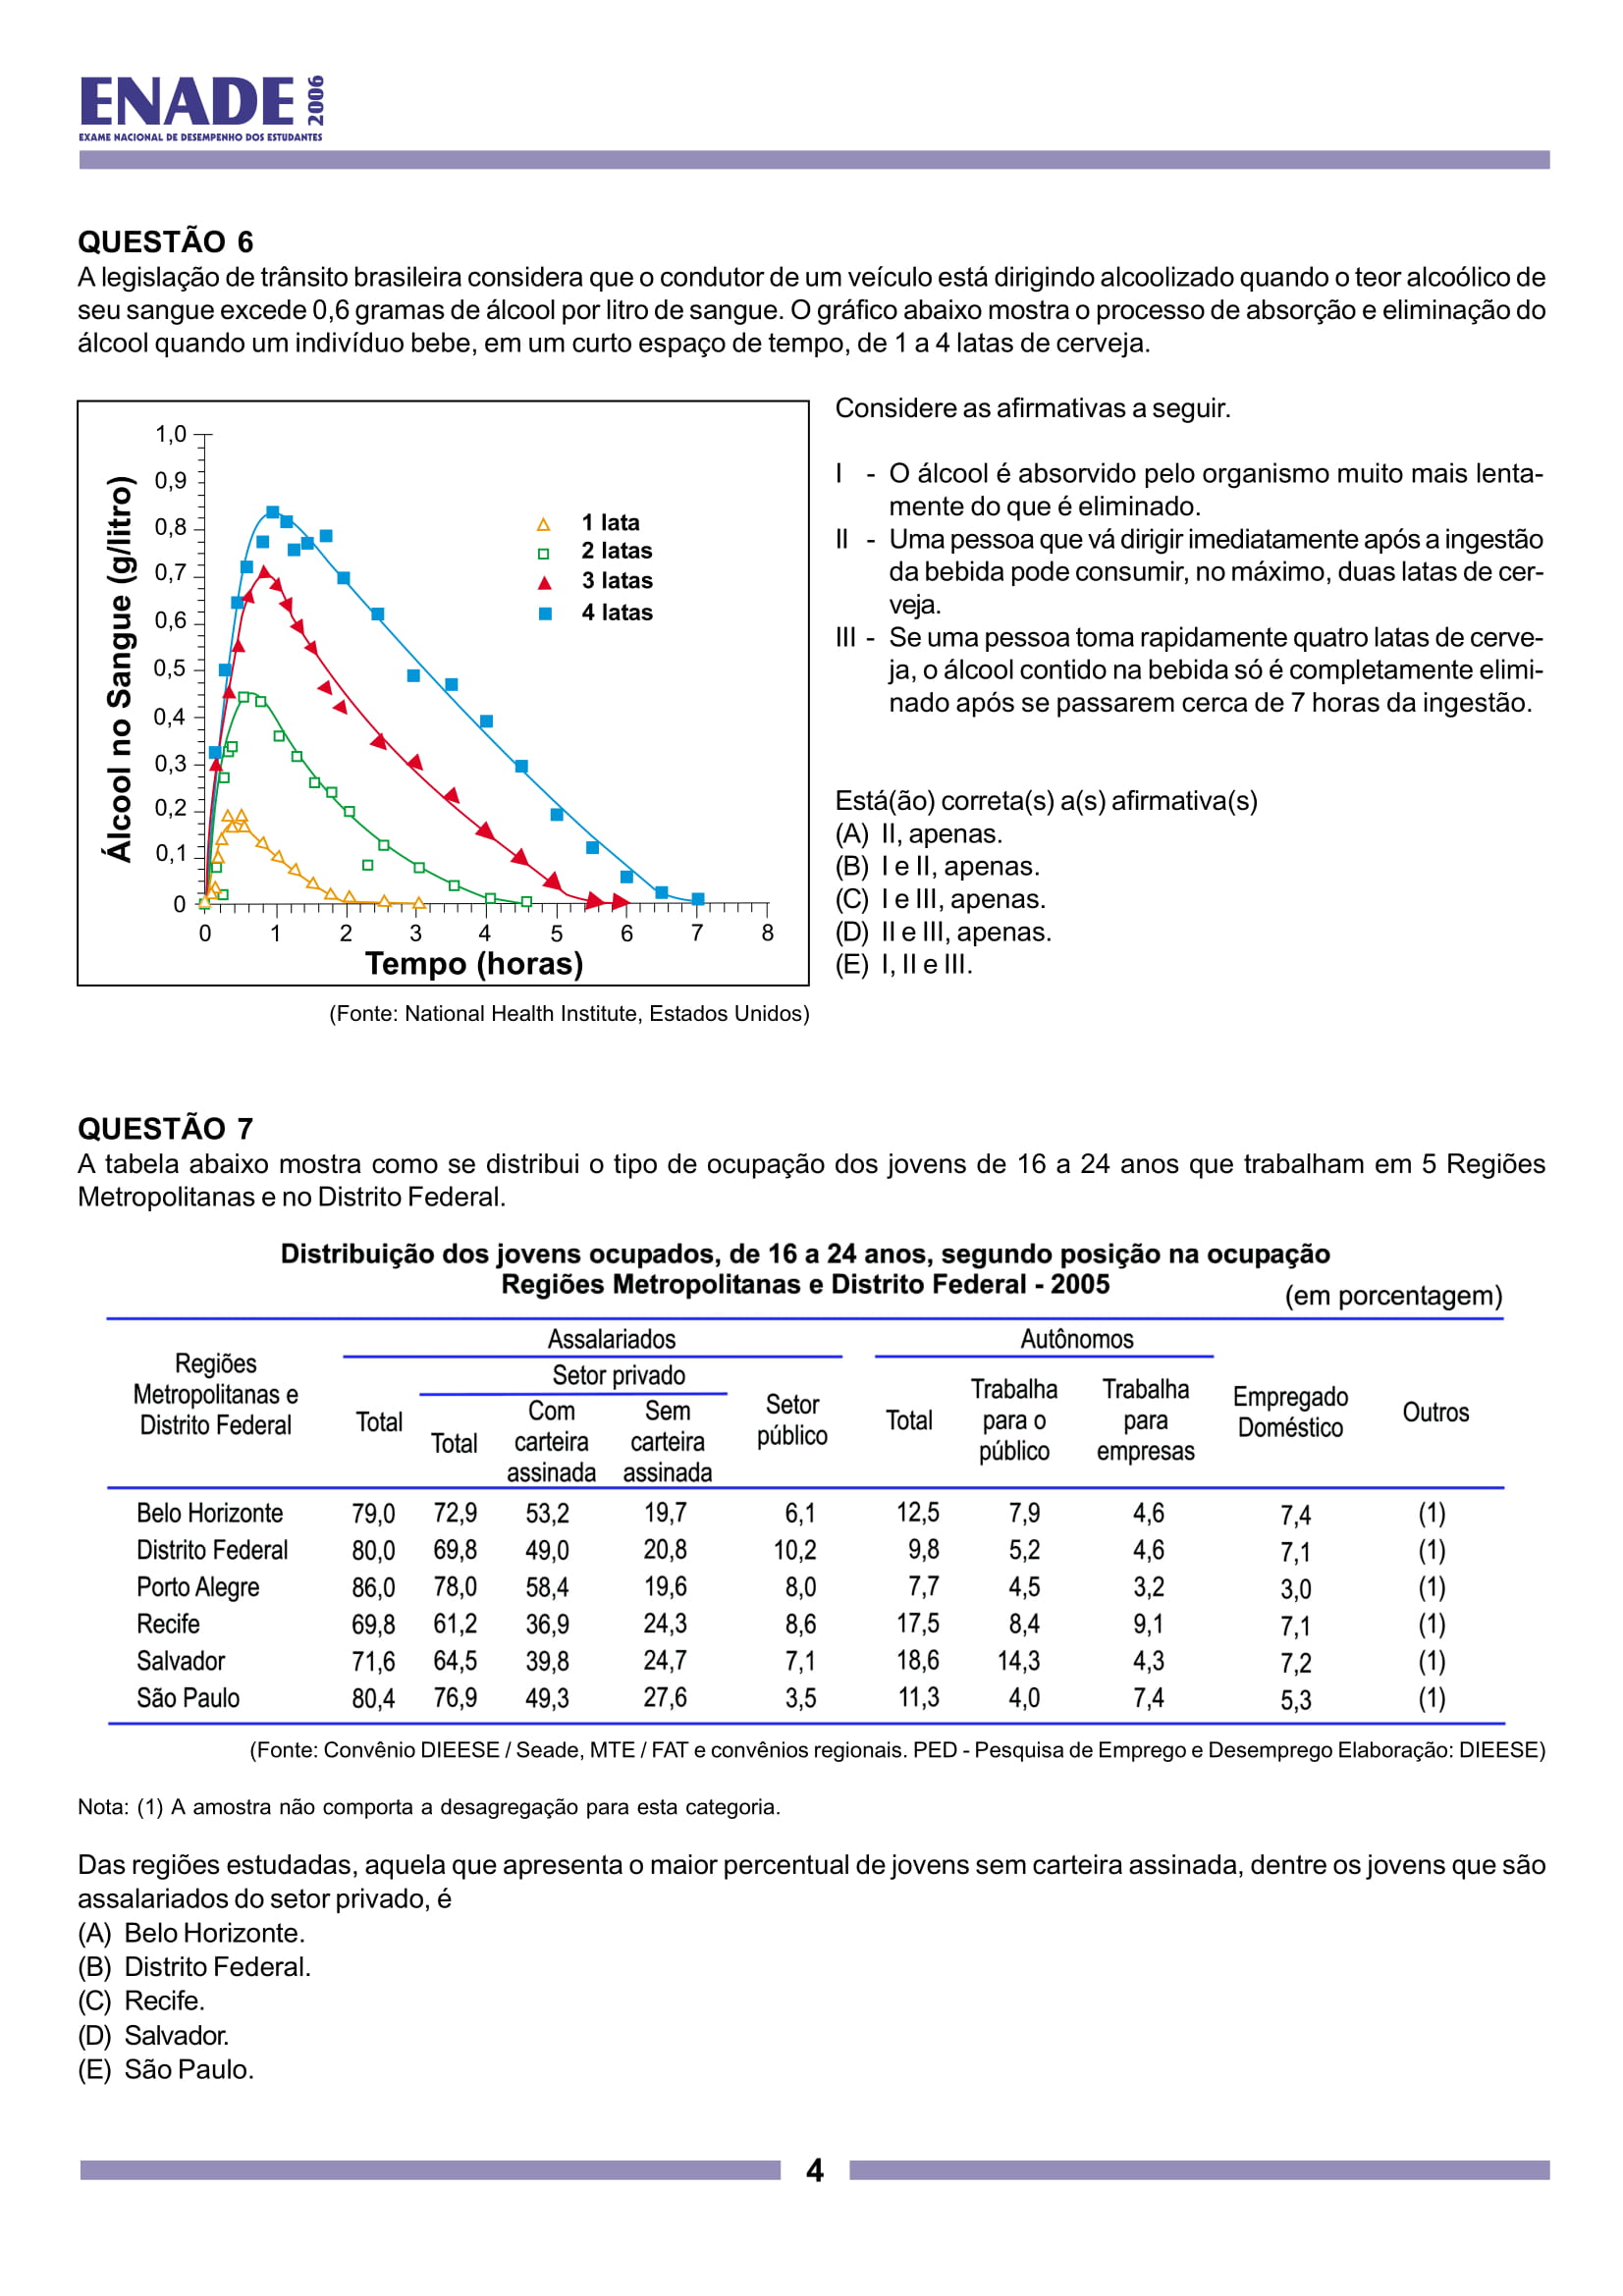 ENADE 2006
EXAME NACIONAL DE DESEMPENHO DOS ESTUDANTES
QUESTÃO 6
A legislação de trânsito brasileira considera que o condutor de um veículo está dirigindo alcoolizado quando o teor alcoólico de
seu sangue excede 0,6 gramas de álcool por litro de sangue. O gráfico abaixo mostra o processo de absorção e eliminação do
álcool quando um indivíduo bebe, em um curto espaço de tempo, de 1 a 4 latas de cerveja.
Álcool no Sangue (g/litro)
1,0
0,9
0,8
0,7
0,6
0,5
0,4
0,3
0,2
0,1
0
1 lata
2 latas
3 latas
4 latas
0 1 2 3 4 5 6 7 8
Tempo (horas)
(Fonte: National Health Institute, Estados Unidos)
Considere as afirmativas a seguir.
I - O álcool é absorvido pelo organismo muito mais lenta-
mente do que é eliminado.
II - Uma pessoa que vá dirigir imediatamente após a ingestão
da bebida pode consumir, no máximo, duas latas de cer-
veja.
III - Se uma pessoa toma rapidamente quatro latas de cerve-
ja, o álcool contido na bebida só é completamente elimi-
nado após se passarem cerca de 7 horas da ingestão.
Está(ão) correta(s) a(s) afirmativa(s)
(A) II, apenas.
(B) I e II, apenas.
(C) I e III, apenas.
(D) II e III, apenas.
(E) I, II e III.
QUESTÃO 7
A tabela abaixo mostra como se distribui o tipo de ocupação dos jovens de 16 a 24 anos que trabalham em 5 Regiões
Metropolitanas e no Distrito Federal.
Distribuição dos jovens ocupados, de 16 a 24 anos, segundo posição na ocupação
Regiões Metropolitanas e Distrito Federal - 2005
(em porcentagem)
Regiões
Metropolitanas e
Distrito Federal
Assalariados
Total
Setor privado
Total
Com
carteira
assinada
Sem
carteira
assinada
Setor
público
Autônomos
Total
Trabalha
para o
público
Trabalha
para
empresas
Empregado
Doméstico
Outros
Belo Horizonte 79,0 72,9 53,2 19,7 6,1 12,5 7,9 4,6 7,4 (1)
Distrito Federal 80,0 69,8 49,0 20,8 10,2 9,8 5,2 4,6 7,1 (1)
Porto Alegre 86,0 78,0 58,4 19,6 8,0 7,7 4,5 3,2 3,0 (1)
Recife 69,8 61,2 36,9 24,3 8,6 17,5 8,4 9,1 7,1 (1)
Salvador 71,6 64,5 39,8 24,7 7,1 18,6 14,3 4,3 7,2 (1)
São Paulo 80,4 76,9 49,3 27,6 3,5 11,3 4,0 7,4 5,3 (1)
(Fonte: Convênio DIEESE / Seade, MTE / FAT e convênios regionais. PED - Pesquisa de Emprego e Desemprego Elaboração: DIEESE)
Nota: (1) A amostra não comporta a desagregação para esta categoria.
Das regiões estudadas, aquela que apresenta o maior percentual de jovens sem carteira assinada, dentre os jovens que são
assalariados do setor privado, é
(A) Belo Horizonte.
(B) Distrito Federal.
(C) Recife.
(D) Salvador.
(E) São Paulo.
4